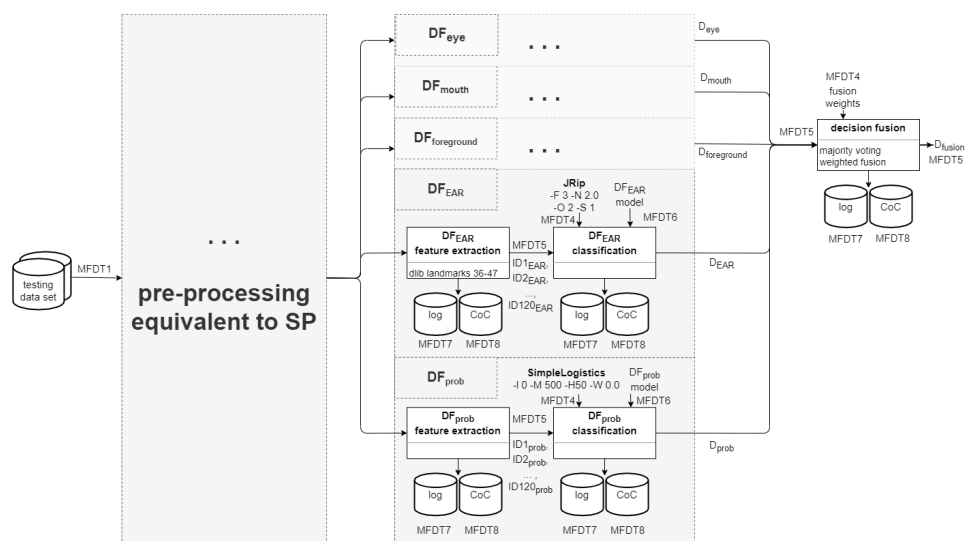 testing
data set
MFDT1
...
pre-processing
equivalent to SP
DFeye
...
Deye
DFmouth
...
Dmouth
DFforeground
...
Dforeground
DFEAR
JRip
-F 3 -N 2.0
-O 2 -S 1
MFDT4
DFEAR
model
MFDT6
DFEAR
feature extraction
dlib landmarks 36-47
MFDT5
ID1EAR,
ID2EAR,
...,
ID120EAR
DFEAR
classification
DEAR
log
CoC
MFDT7
MFDT8
log
CoC
MFDT7
MFDT8
DFprob
SimpleLogistics
-I 0 -M 500 -H50 -W 0.0
MFDT4
DFprob
model
MFDT6
DFprob
feature extraction
MFDT5
ID1prob,
ID2prob,
... ,
ID120prob
DFprob
classification
Dprob
log
CoC
MFDT7
MFDT8
log
CoC
MFDT7
MFDT8
MFDT4
fusion
weights
MFDT5
decision fusion
majority voting
weighted fusion
Dfusion
MFDT5
log
CoC
MFDT7
MFDT8